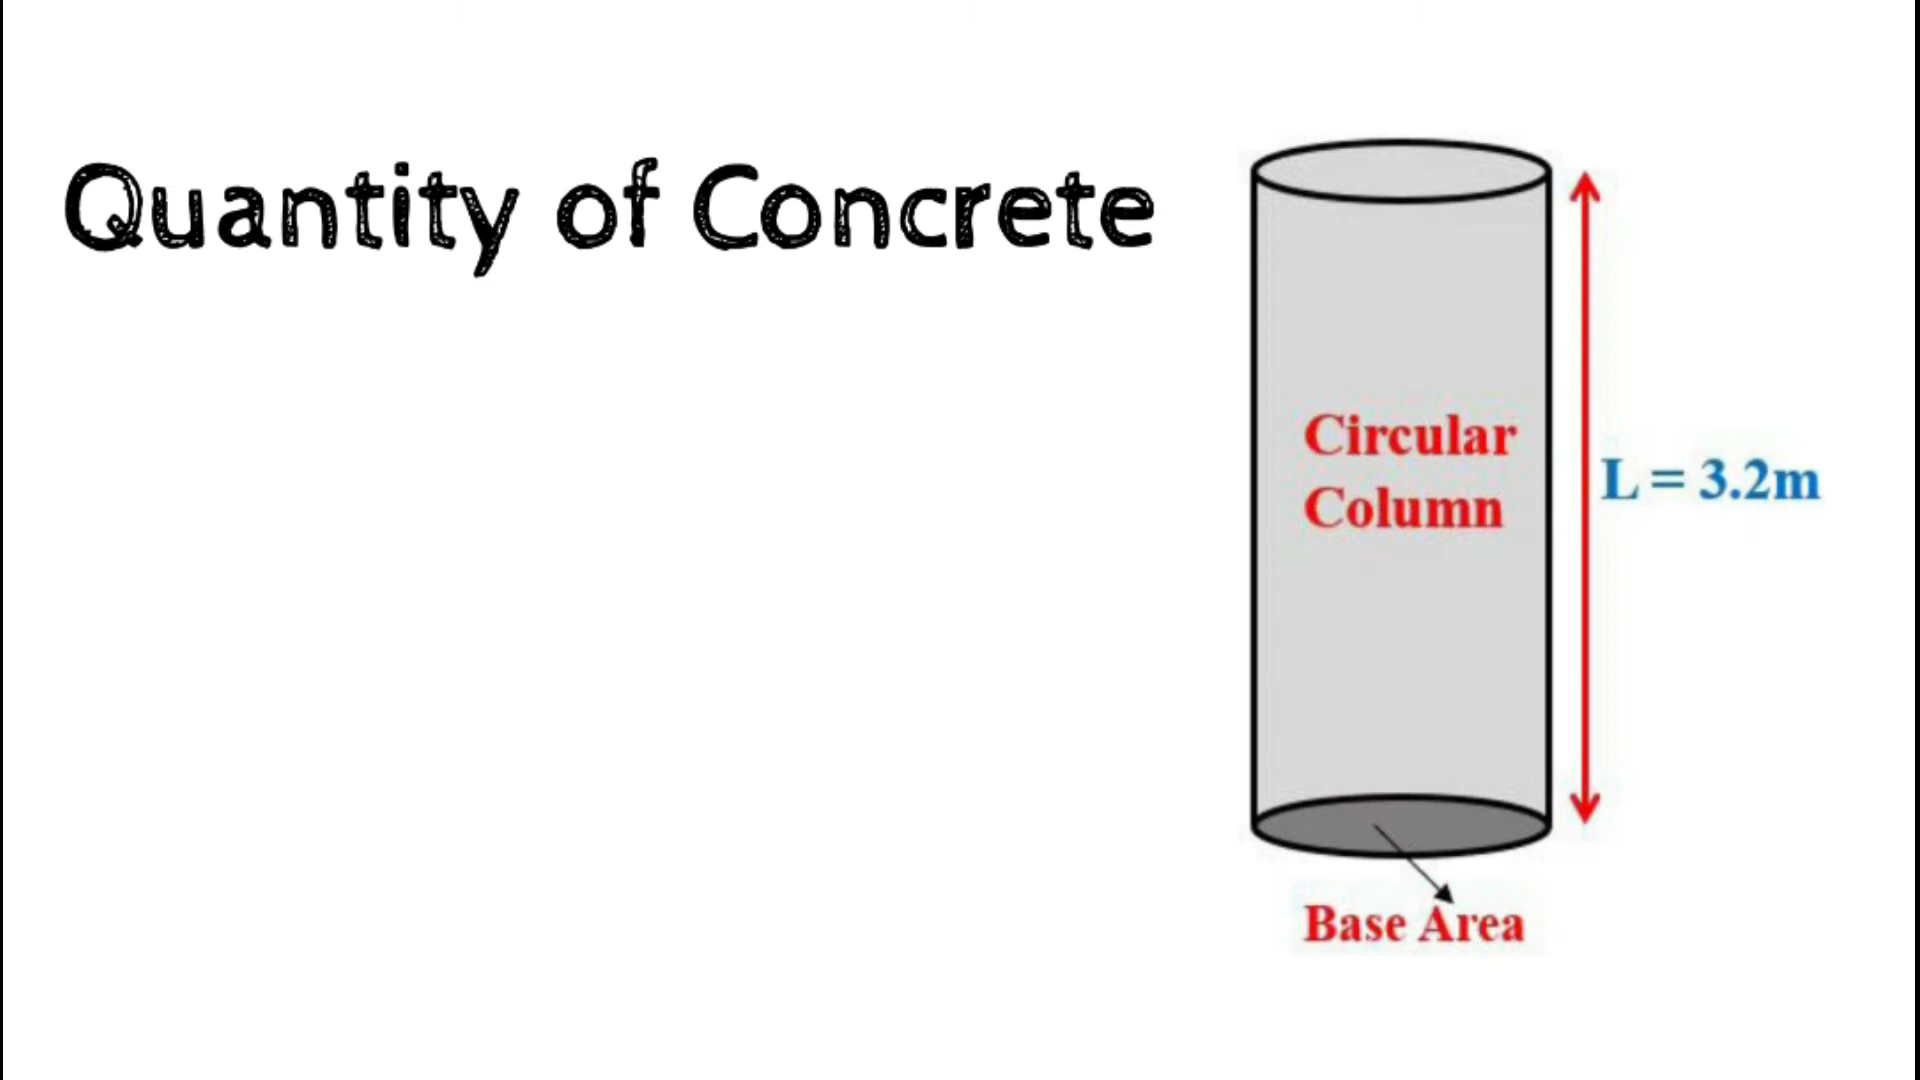 Quantity of Concrete
Circular
Column
L = 3.2m
Base Area